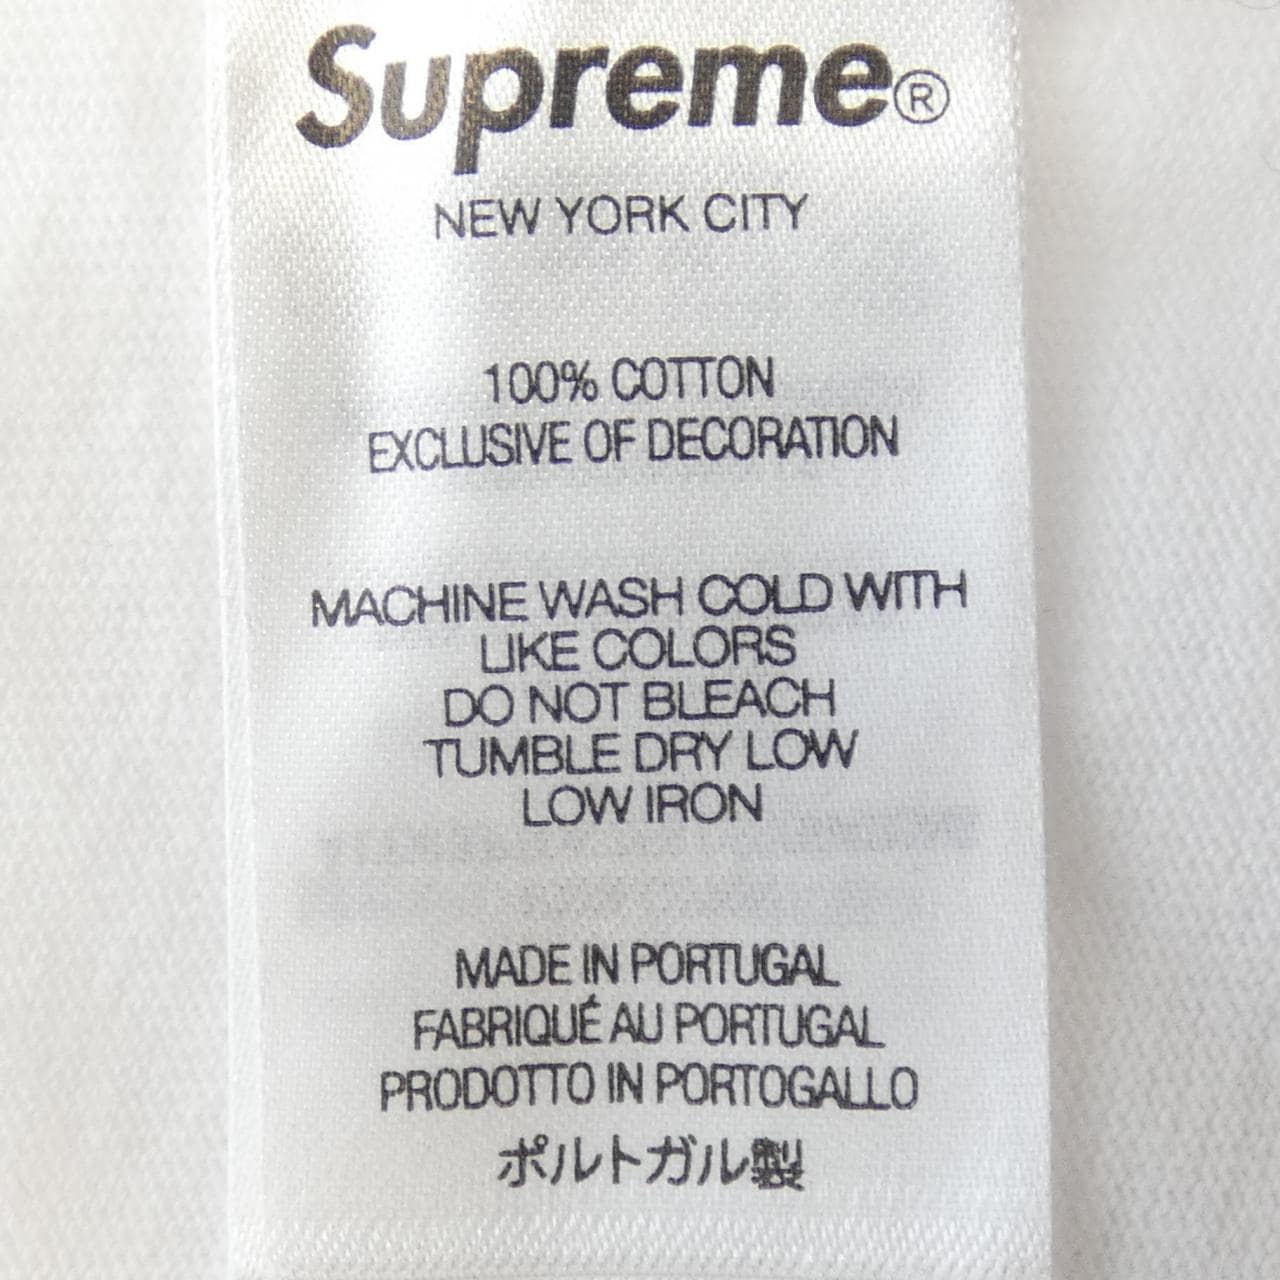 Supreme®
NEW YORK CITY
100% COTTON
EXCLUSIVE OF DECORATION
MACHINE WASH COLD WITH
LIKE COLORS
DO NOT BLEACH
TUMBLE DRY LOW
LOW IRON
MADE IN PORTUGAL
FABRIQUÉ AU PORTUGAL
PRODOTTO IN PORTOGALLO
ポルトガル製